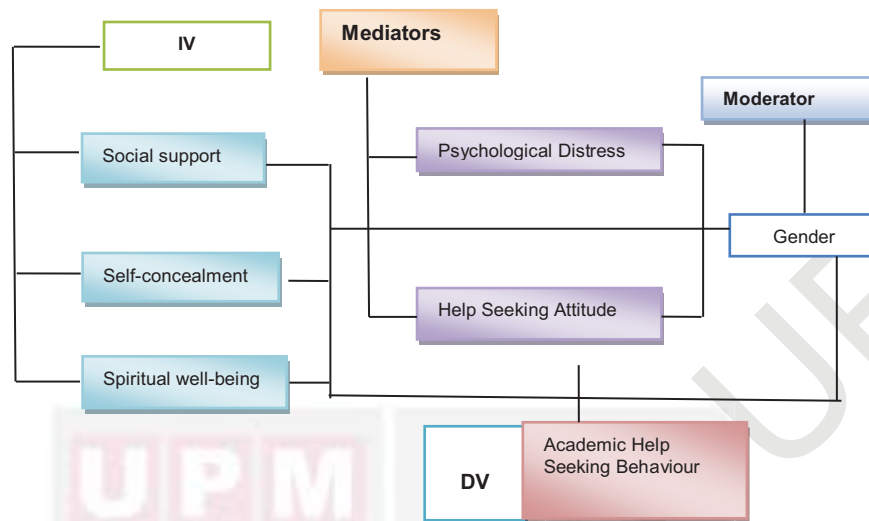 IV
Mediators
Moderator
Social support
Psychological Distress
Gender
Self-concealment
Help Seeking Attitude
Spiritual well-being
DV
Academic Help
Seeking Behaviour
UPM